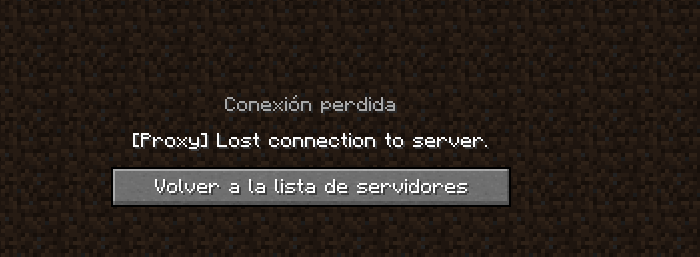 Conexión perdida
[Proxy] Lost connection to server.
Volver a la lista de servidores